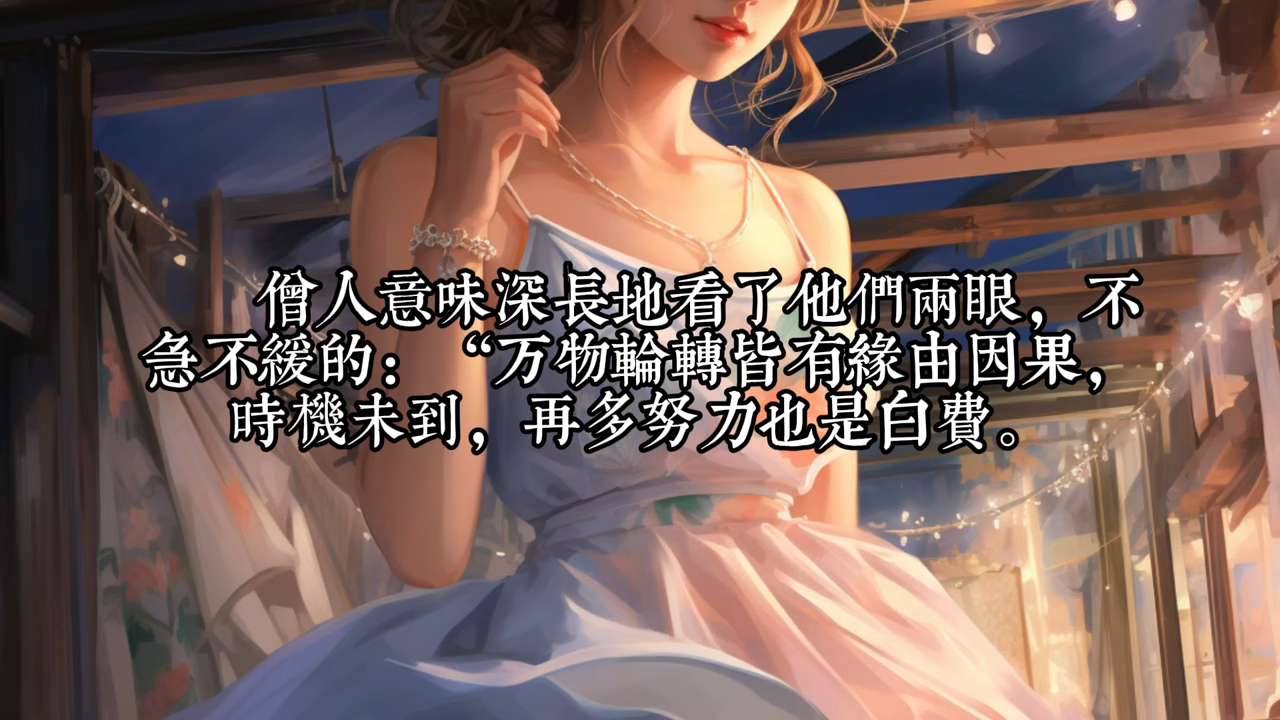 僧人意味深長地看了他們兩眼，不
急不緩的：“万物輪轉皆有緣由因果，
時機未到，再多努力也是白費。